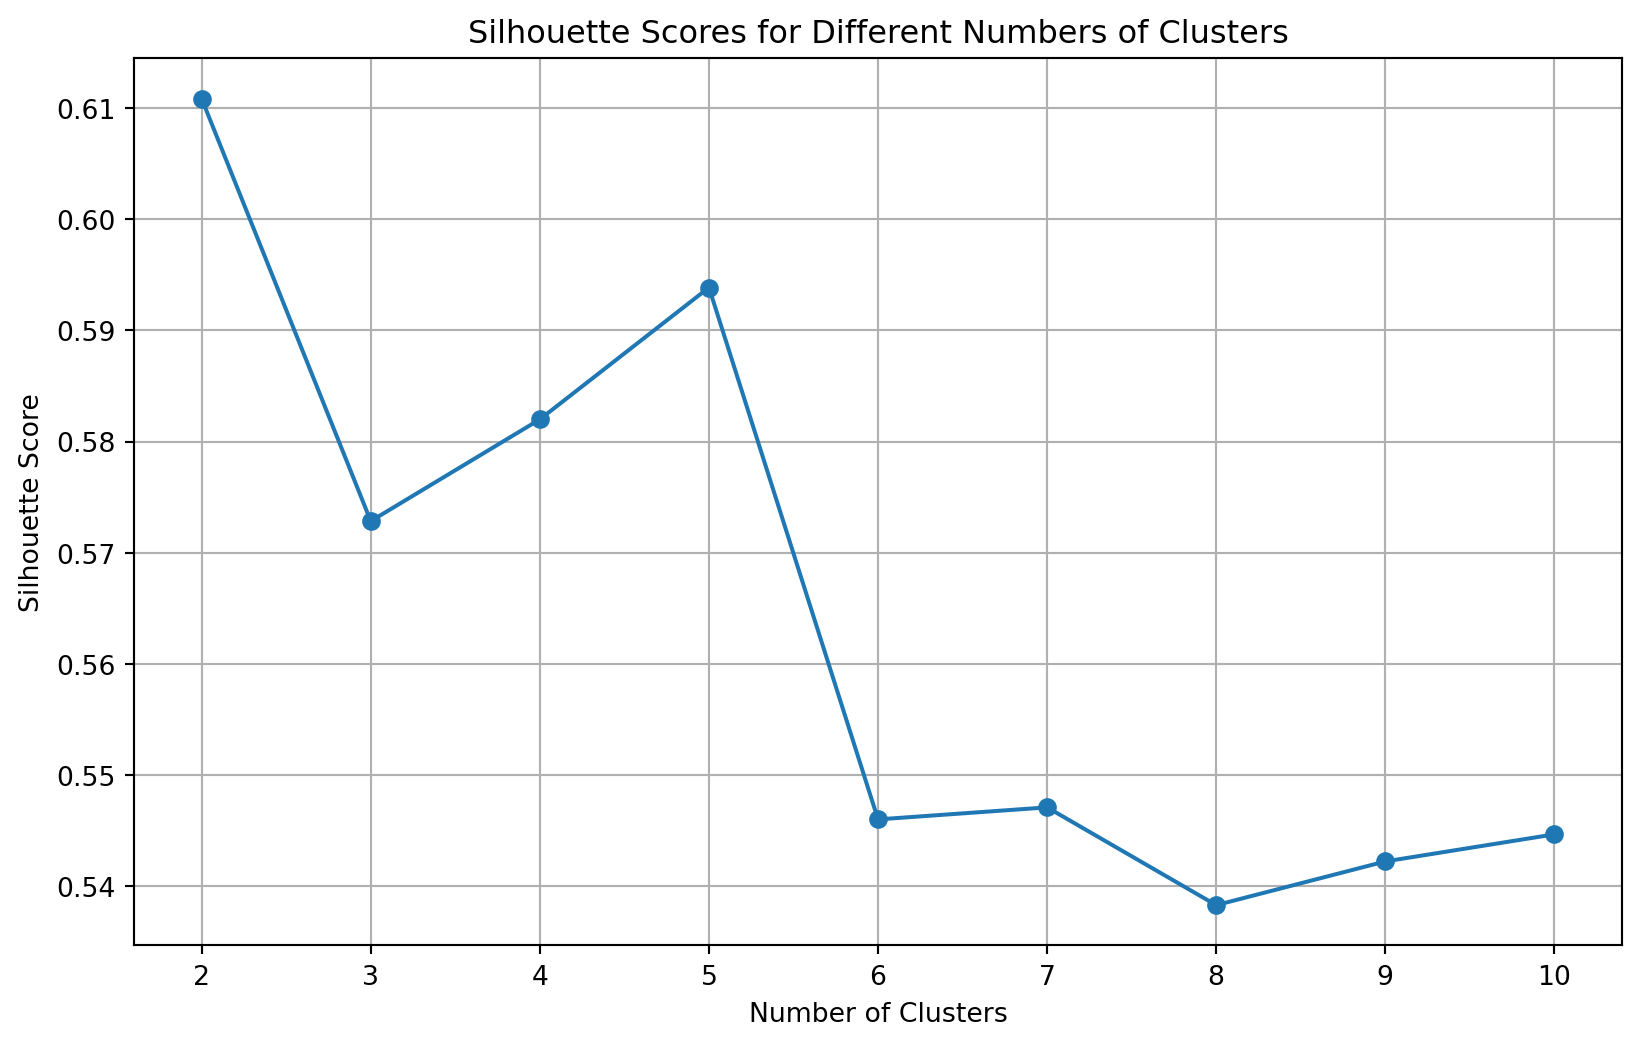 Silhouette Scores for Different Numbers of Clusters
0.61
0.60
0.59
0.58
0.57
0.56
0.55
0.54
Silhouette Score
2 3 4 5 6 7 8 9 10
Number of Clusters